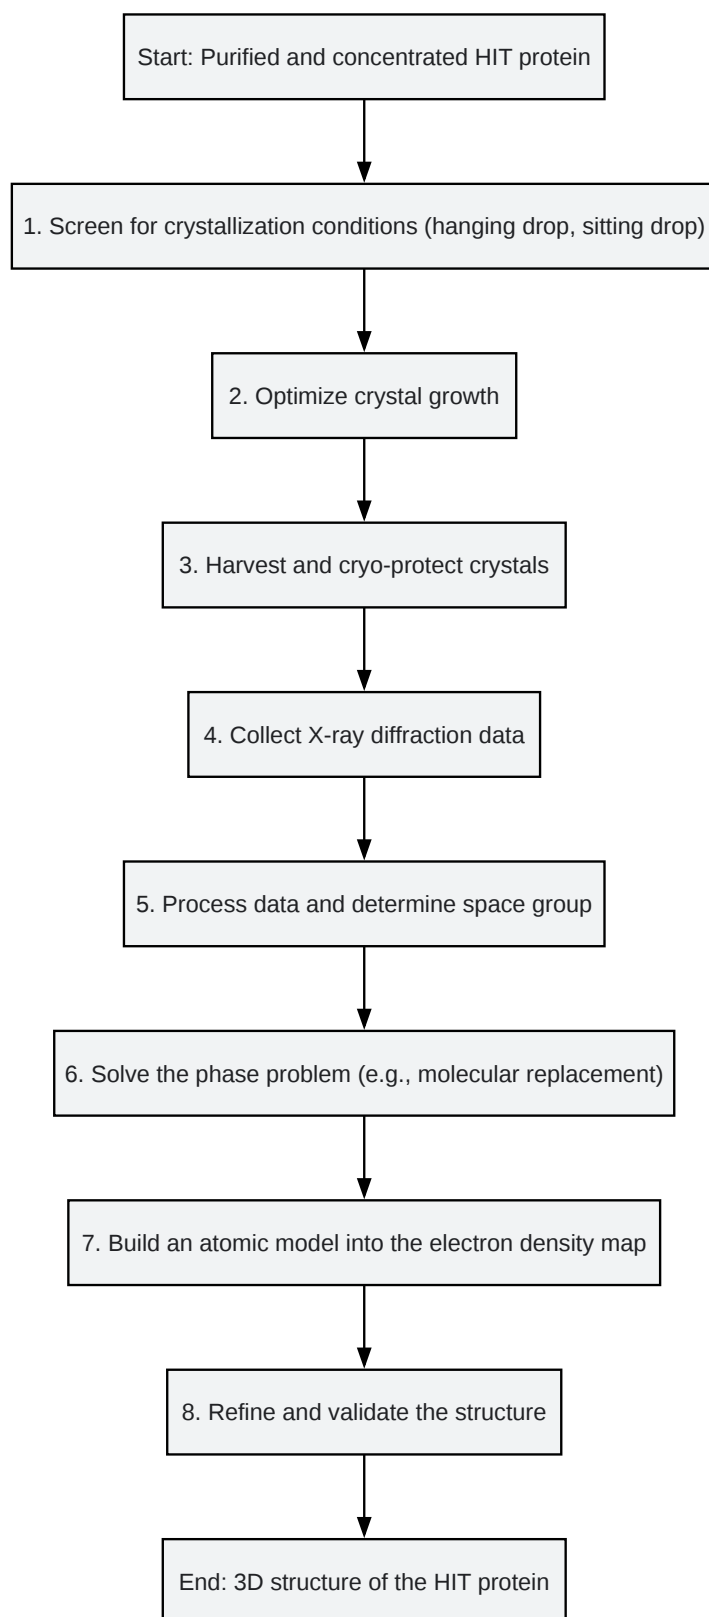 Start: Purified and concentrated HIT protein
1. Screen for crystallization conditions (hanging drop, sitting drop)
2. Optimize crystal growth
3. Harvest and cryo-protect crystals
4. Collect X-ray diffraction data
5. Process data and determine space group
6. Solve the phase problem (e.g., molecular replacement)
7. Build an atomic model into the electron density map
8. Refine and validate the structure
End: 3D structure of the HIT protein